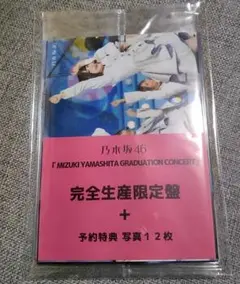 乃木坂46
「MIZUKI YAMASHITA GRADUATION CONCERT」
完全生産限定盤
+
予約特典 写真12枚